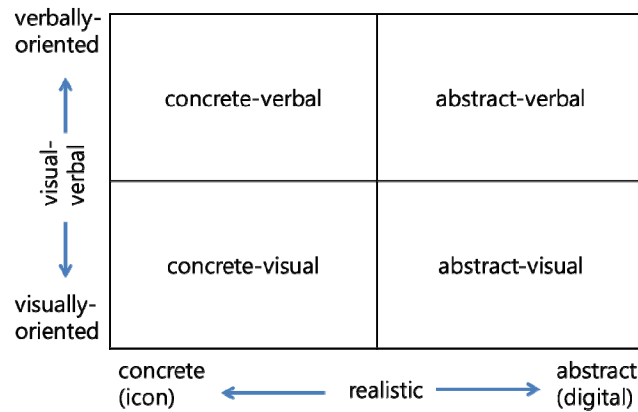 verbally-
oriented
concrete-verbal
abstract-verbal
visual-
verbal
concrete-visual
abstract-visual
visually-
oriented
concrete
(icon)
realistic
abstract
(digital)